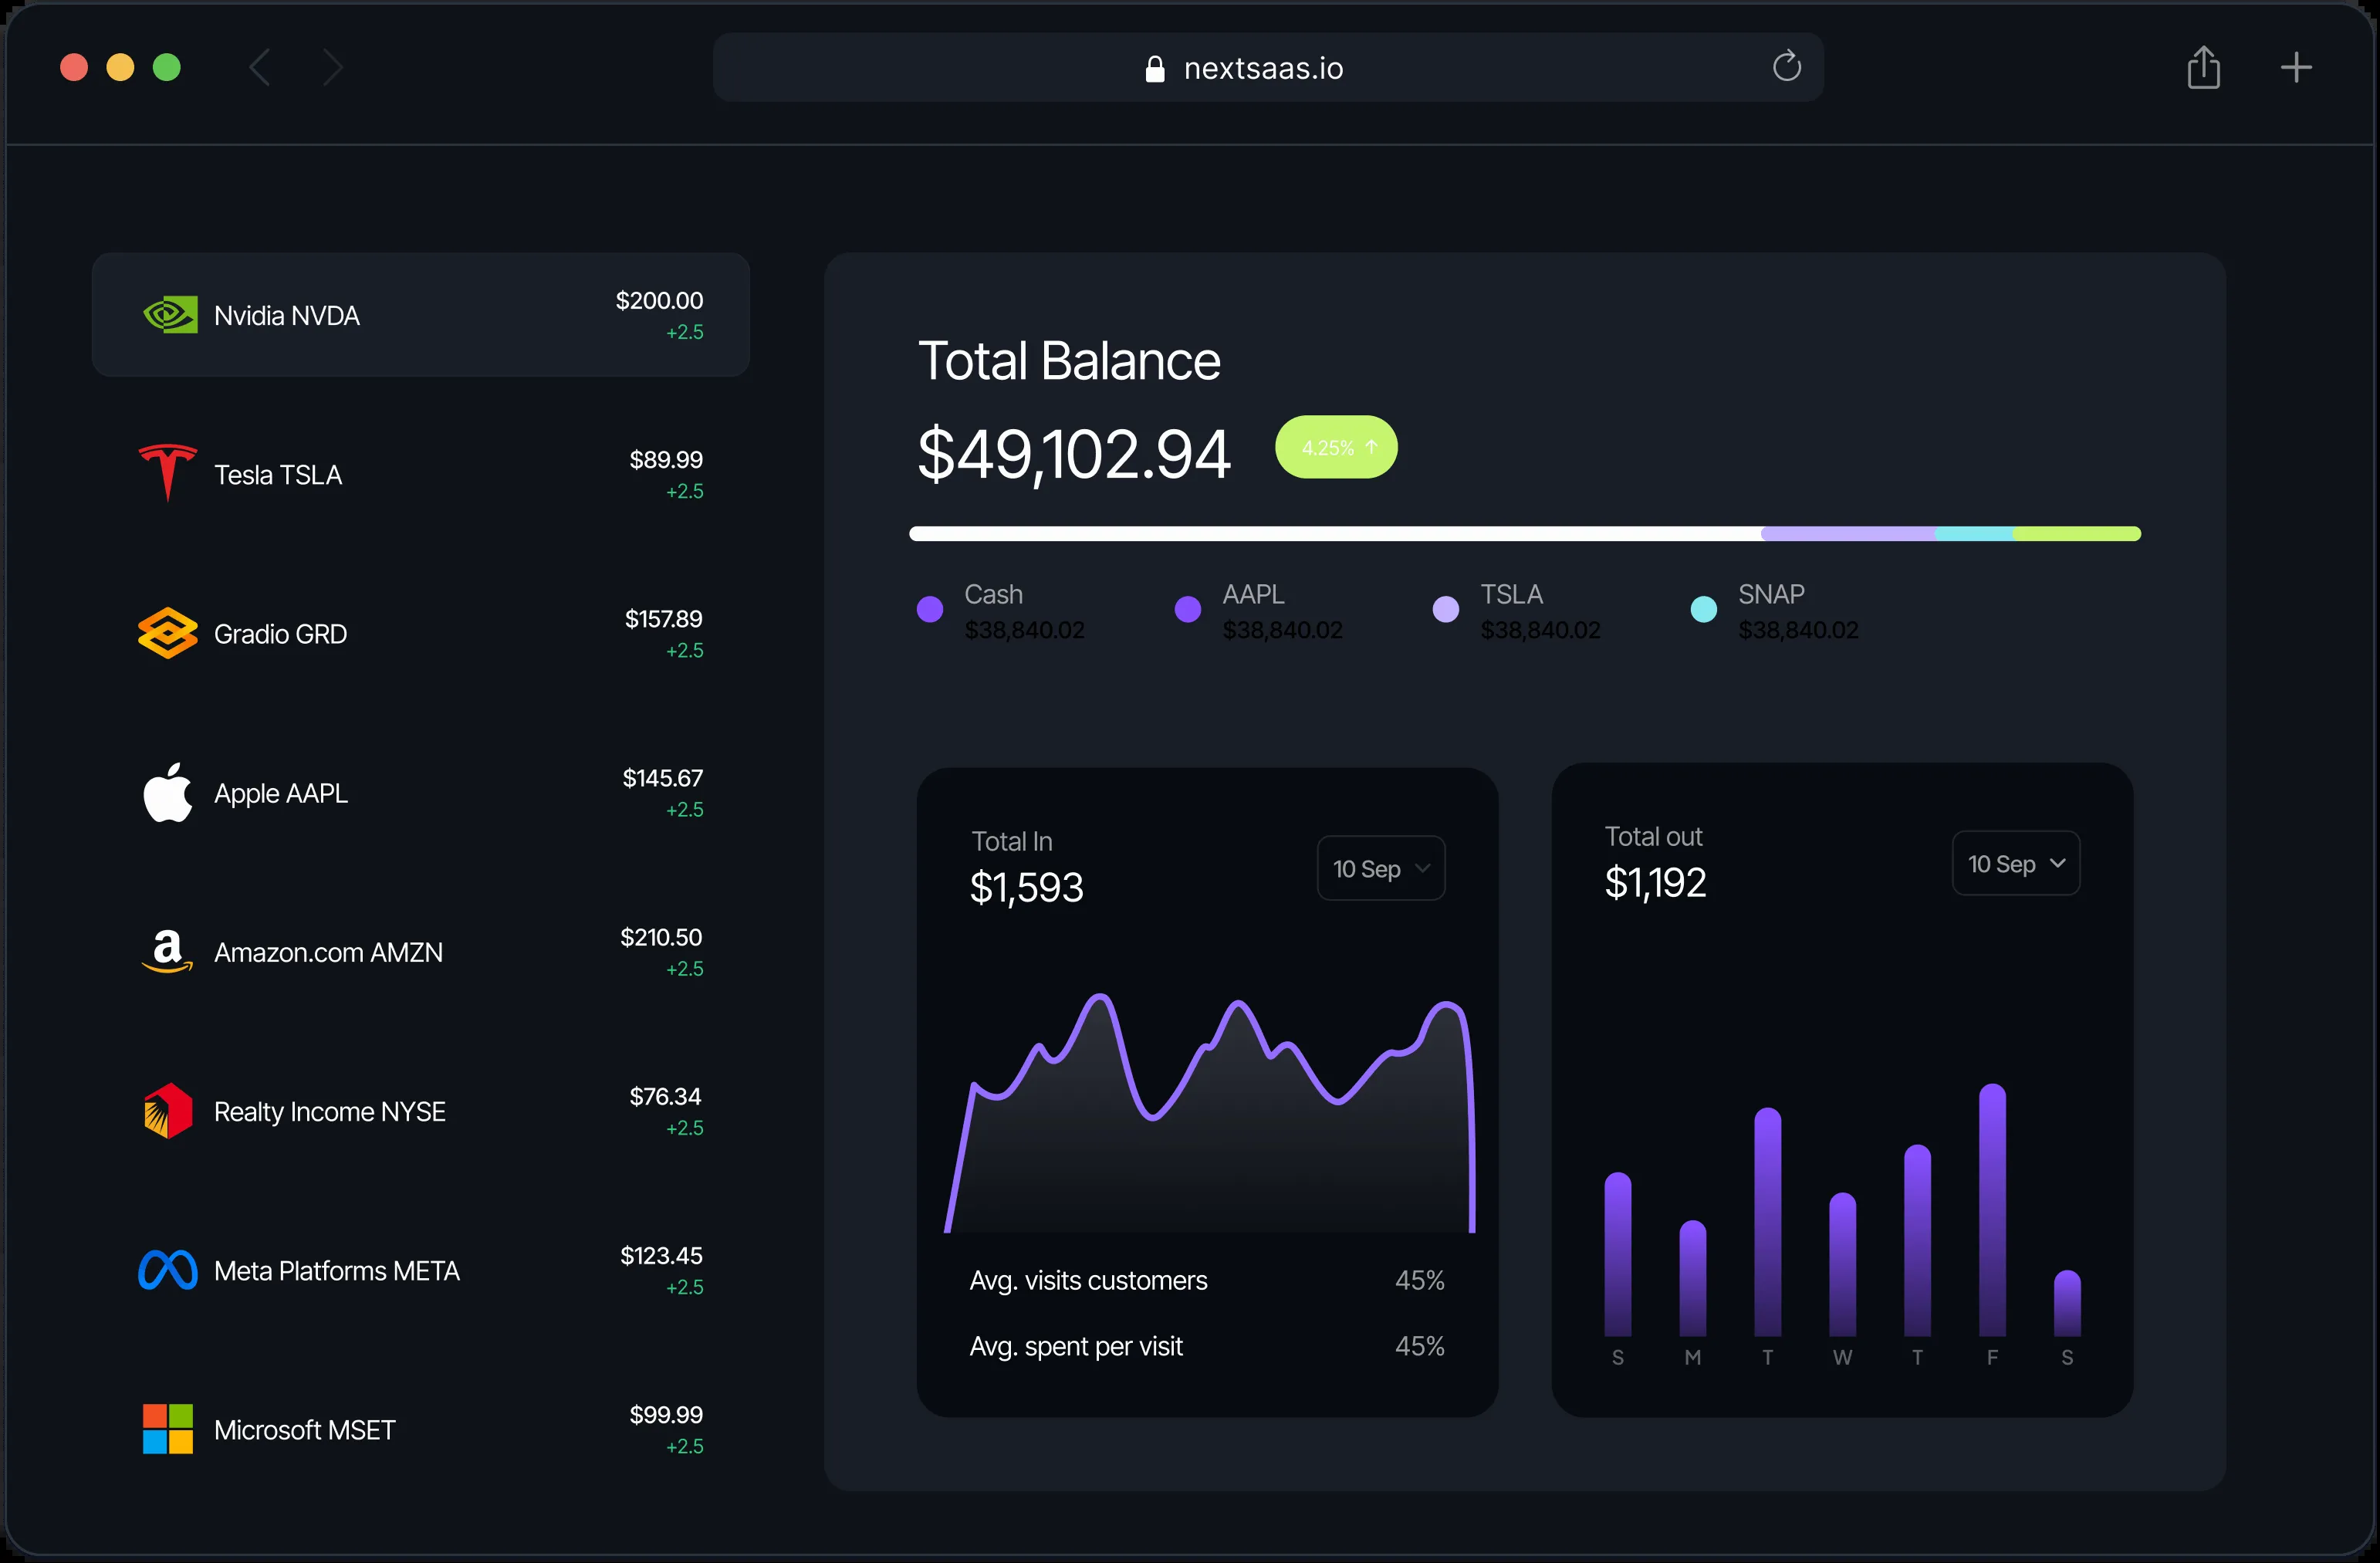 nextsaas.io
Nvidia NVDA
$200.00
+2.5
Tesla TSLA
$89.99
+2.5
Gradio GRD
$157.89
+2.5
Apple AAPL
$145.67
+2.5
Amazon.com AMZN
$210.50
+2.5
Realty Income NYSE
$76.34
+2.5
Meta Platforms META
$123.45
+2.5
Microsoft MSET
$99.99
+2.5
Total Balance
$49,102.94
4.25% ↑
Cash
$38,840.02
AAPL
$38,840.02
TSLA
$38,840.02
SNAP
$38,840.02
Total In
$1,593
10 Sep
Avg. visits customers 45%
Avg. spent per visit 45%
Total out
$1,192
10 Sep
S M T W T F S